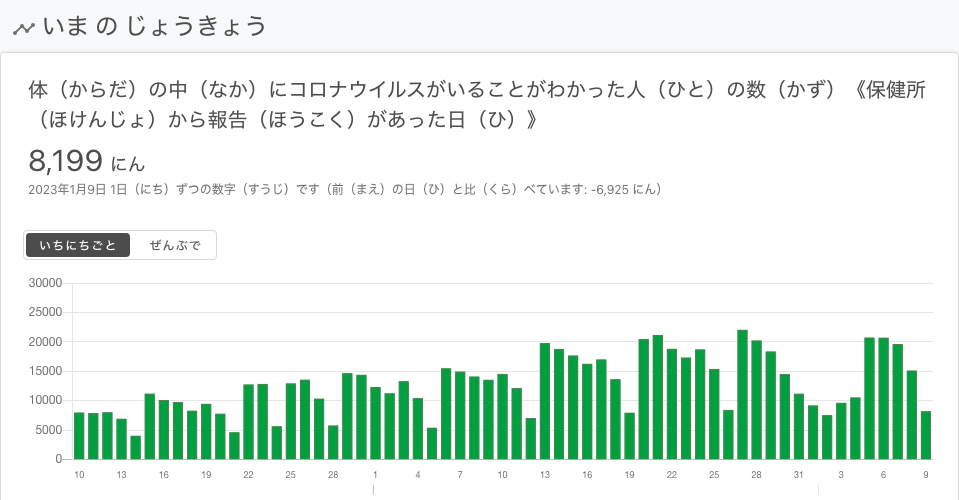 いま の じょうきょう
体（からだ）の中（なか）にコロナウイルスがいることがわかった人（ひと）の数（かず）《保健所
（ほけんじょ）から報告（ほうこく）があった日（ひ）》
8,199 にん
2023年1月9日 1日（にち）ずつの数字（すうじ）です（前（まえ）の日（ひ）と比（くら）べています: -6,925 にん）
いちにちごと ぜんぶで
30000
25000
20000
15000
10000
5000
0
10 13 16 19 22 25 28 1 4 7 10 13 16 19 22 25 28 31 3 6 9